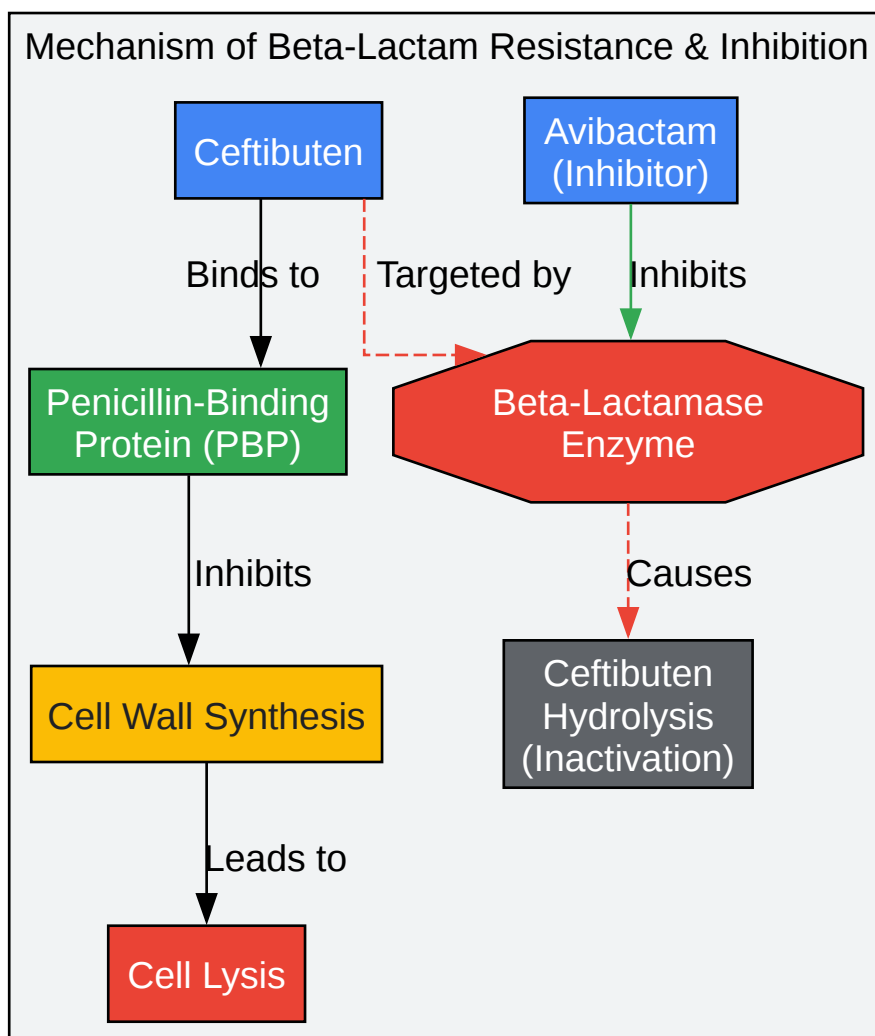 Mechanism of Beta-Lactam Resistance & Inhibition
Ceftibuten
Avibactam
(Inhibitor)
Binds to
Targeted by
Inhibits
Penicillin-Binding
Protein (PBP)
Beta-Lactamase
Enzyme
Inhibits
Causes
Cell Wall Synthesis
Ceftibuten
Hydrolysis
(Inactivation)
Leads to
Cell Lysis